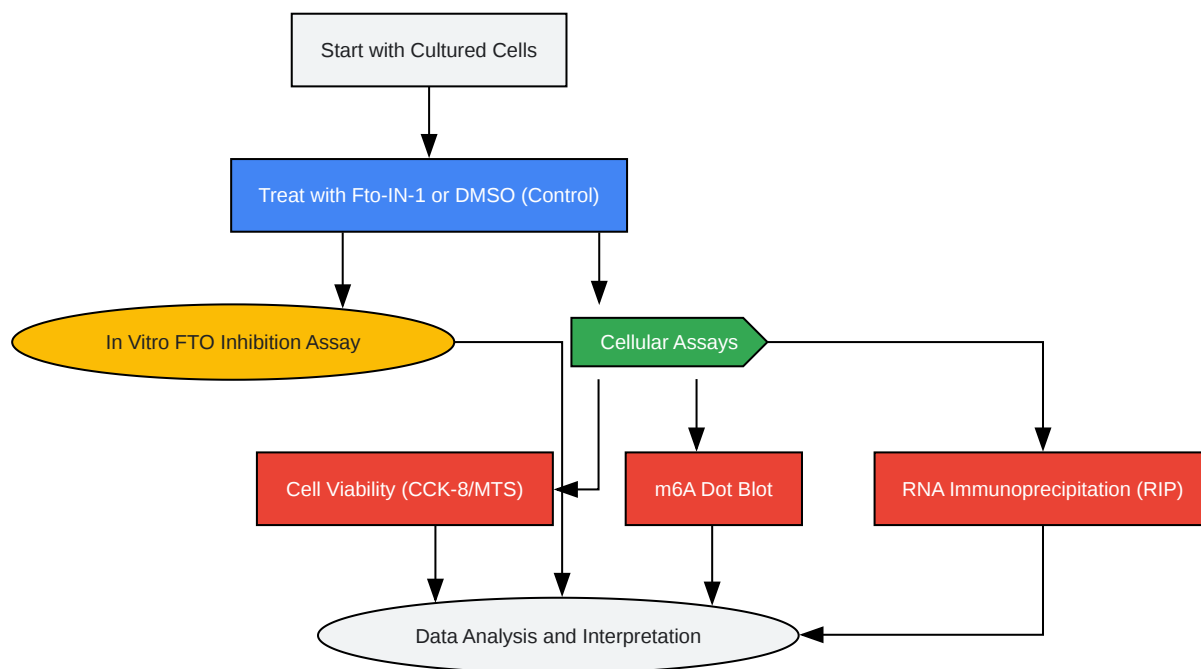 Start with Cultured Cells
Treat with Fto-IN-1 or DMSO (Control)
In Vitro FTO Inhibition Assay
Cellular Assays
Cell Viability (CCK-8/MTS)
m6A Dot Blot
RNA Immunoprecipitation (RIP)
Data Analysis and Interpretation